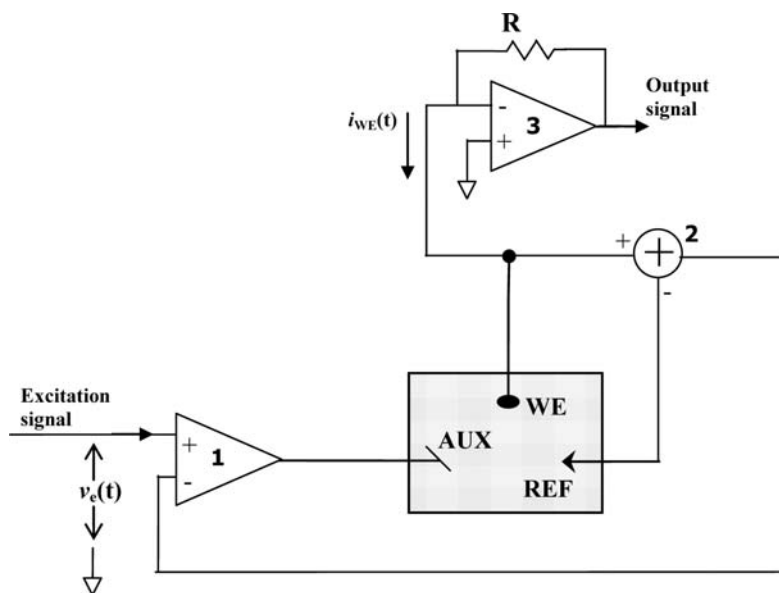 R
Output
signal
i_WE(t)
-
3
+
+
2
-
Excitation
signal
WE
AUX
+
1
-
v_e(t)
REF